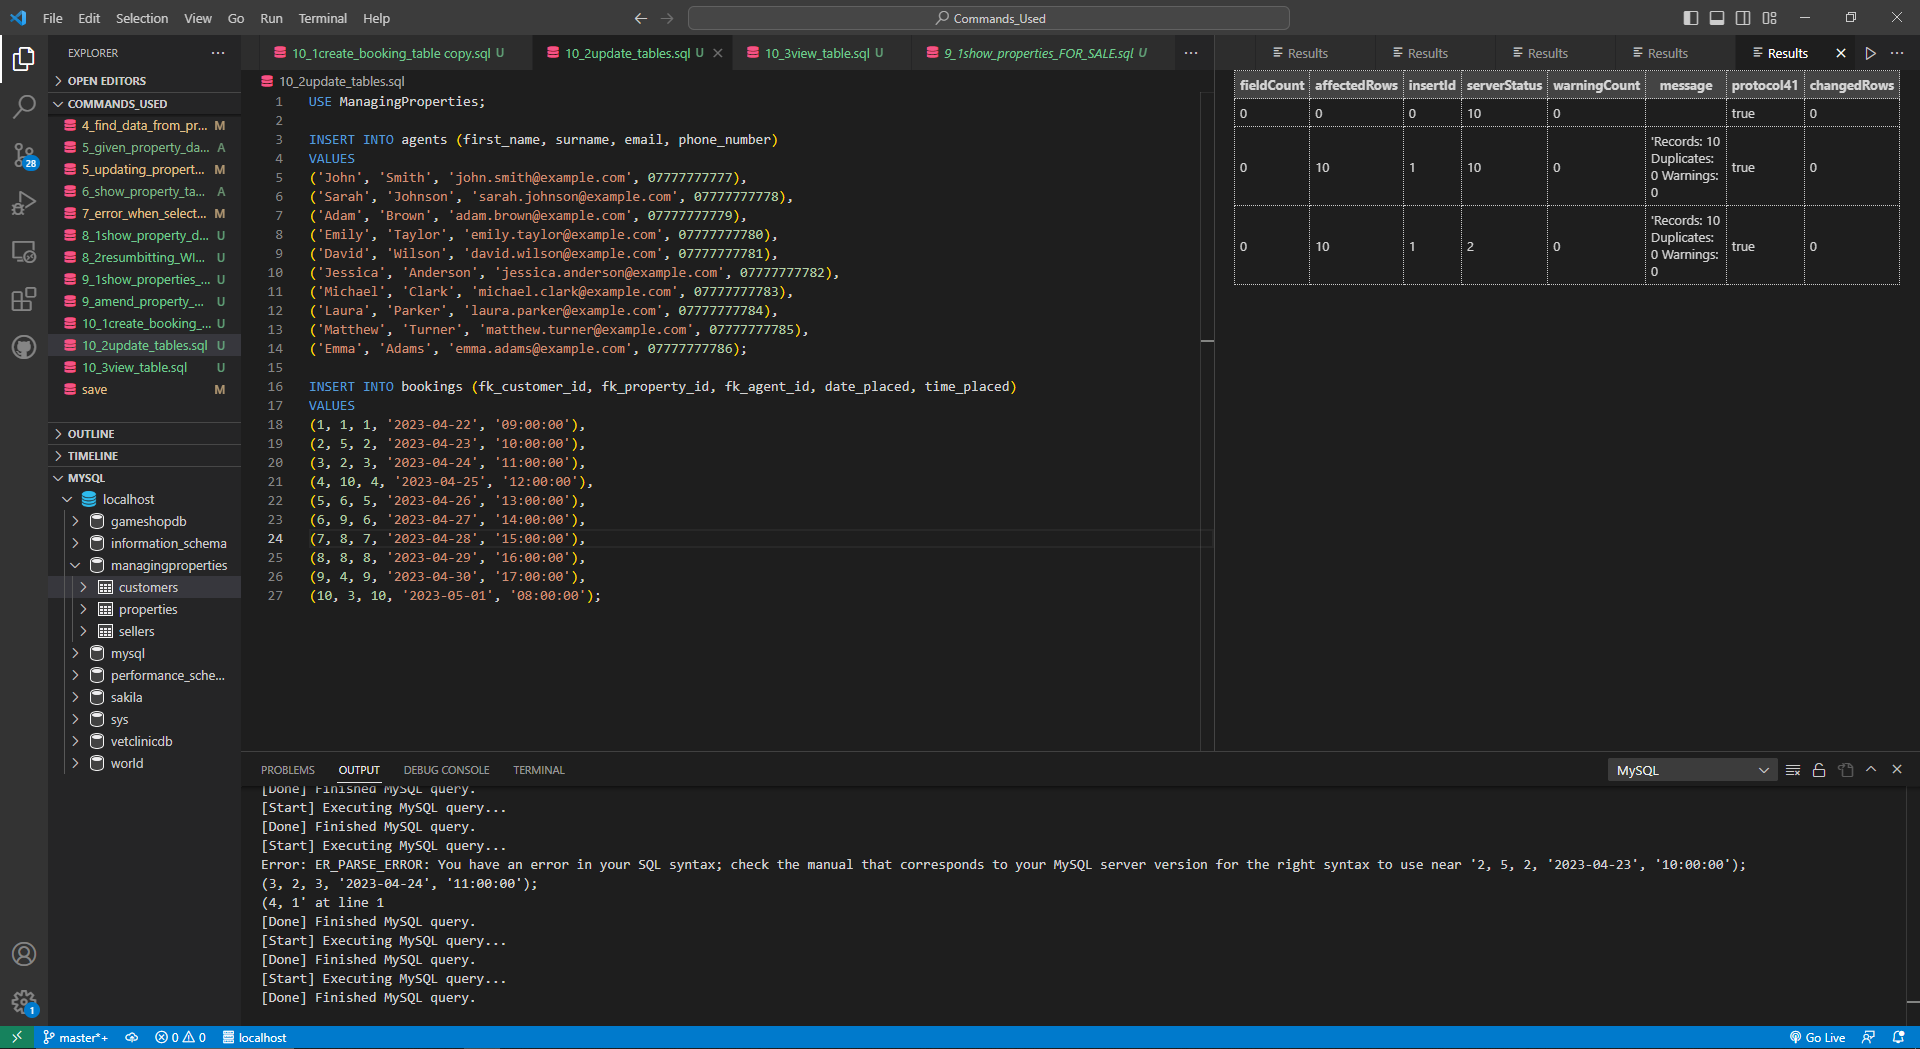 File Edit Selection View Go Run Terminal Help
Commands_Used
EXPLORER
OPEN EDITORS
COMMANDS_USED
4_find_data_from_pr... M
5_given_property_da... A
5_updating_propert... M
6_show_property_ta... A
7_error_when_select... M
8_1show_property_d... U
8_2resumbitting_WI... U
9_1show_properties_... U
9_amend_property_... U
10_1create_booking_... U
10_2update_tables.sql U
10_3view_table.sql U
save M
OUTLINE
TIMELINE
MYSQL
localhost
gameshopdb
information_schema
managingproperties
customers
properties
sellers
mysql
performance_sche...
sakila
sys
vetclinicdb
world
28
1
10_1create_booking_table copy.sql U
10_2update_tables.sql U
10_3view_table.sql U
9_1show_properties_FOR_SALE.sql U
10_2update_tables.sql
1 USE ManagingProperties;
2
3 INSERT INTO agents (first_name, surname, email, phone_number)
4 VALUES
5 ('John', 'Smith', 'john.smith@example.com', 07777777777),
6 ('Sarah', 'Johnson', 'sarah.johnson@example.com', 07777777778),
7 ('Adam', 'Brown', 'adam.brown@example.com', 07777777779),
8 ('Emily', 'Taylor', 'emily.taylor@example.com', 07777777780),
9 ('David', 'Wilson', 'david.wilson@example.com', 07777777781),
10 ('Jessica', 'Anderson', 'jessica.anderson@example.com', 07777777782),
11 ('Michael', 'Clark', 'michael.clark@example.com', 07777777783),
12 ('Laura', 'Parker', 'laura.parker@example.com', 07777777784),
13 ('Matthew', 'Turner', 'matthew.turner@example.com', 07777777785),
14 ('Emma', 'Adams', 'emma.adams@example.com', 07777777786);
15
16 INSERT INTO bookings (fk_customer_id, fk_property_id, fk_agent_id, date_placed, time_placed)
17 VALUES
18 (1, 1, 1, '2023-04-22', '09:00:00'),
19 (2, 5, 2, '2023-04-23', '10:00:00'),
20 (3, 2, 3, '2023-04-24', '11:00:00'),
21 (4, 10, 4, '2023-04-25', '12:00:00'),
22 (5, 6, 5, '2023-04-26', '13:00:00'),
23 (6, 9, 6, '2023-04-27', '14:00:00'),
24 (7, 8, 7, '2023-04-28', '15:00:00'),
25 (8, 8, 8, '2023-04-29', '16:00:00'),
26 (9, 4, 9, '2023-04-30', '17:00:00'),
27 (10, 3, 10, '2023-05-01', '08:00:00');
Results Results Results Results Results
fieldCount affectedRows insertId serverStatus warningCount message protocol41 changedRows
0 0 0 10 0 true 0
0 10 1 10 0 'Records: 10 Duplicates: 0 Warnings: 0 true 0
0 10 1 2 0 'Records: 10 Duplicates: 0 Warnings: 0 true 0
PROBLEMS OUTPUT DEBUG CONSOLE TERMINAL
MySQL
[Done] Finished MySQL query.
[Start] Executing MySQL query...
[Done] Finished MySQL query.
[Start] Executing MySQL query...
Error: ER_PARSE_ERROR: You have an error in your SQL syntax; check the manual that corresponds to your MySQL server version for the right syntax to use near '2, 5, 2, '2023-04-23', '10:00:00');
(3, 2, 3, '2023-04-24', '11:00:00');
(4, 1' at line 1
[Done] Finished MySQL query.
[Start] Executing MySQL query...
[Done] Finished MySQL query.
[Start] Executing MySQL query...
[Done] Finished MySQL query.
master*+ 0 0 localhost
Go Live